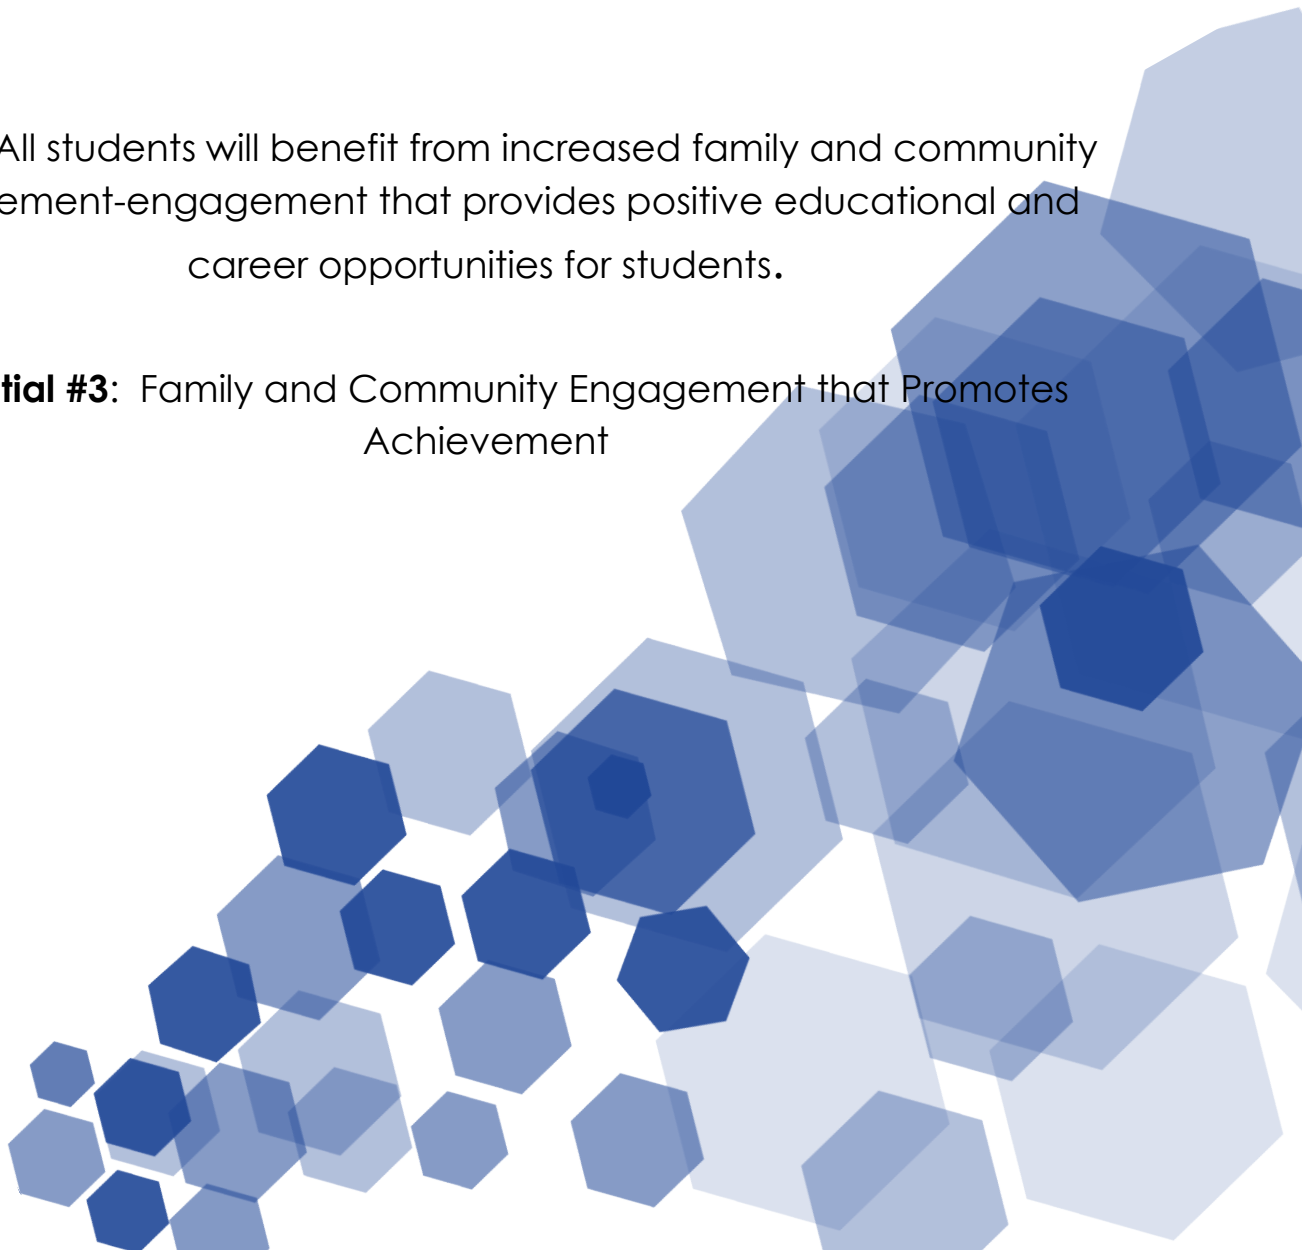 All students will benefit from increased family and community
ement-engagement that provides positive educational and
career opportunities for students.
tial #3: Family and Community Engagement that Promotes
Achievement